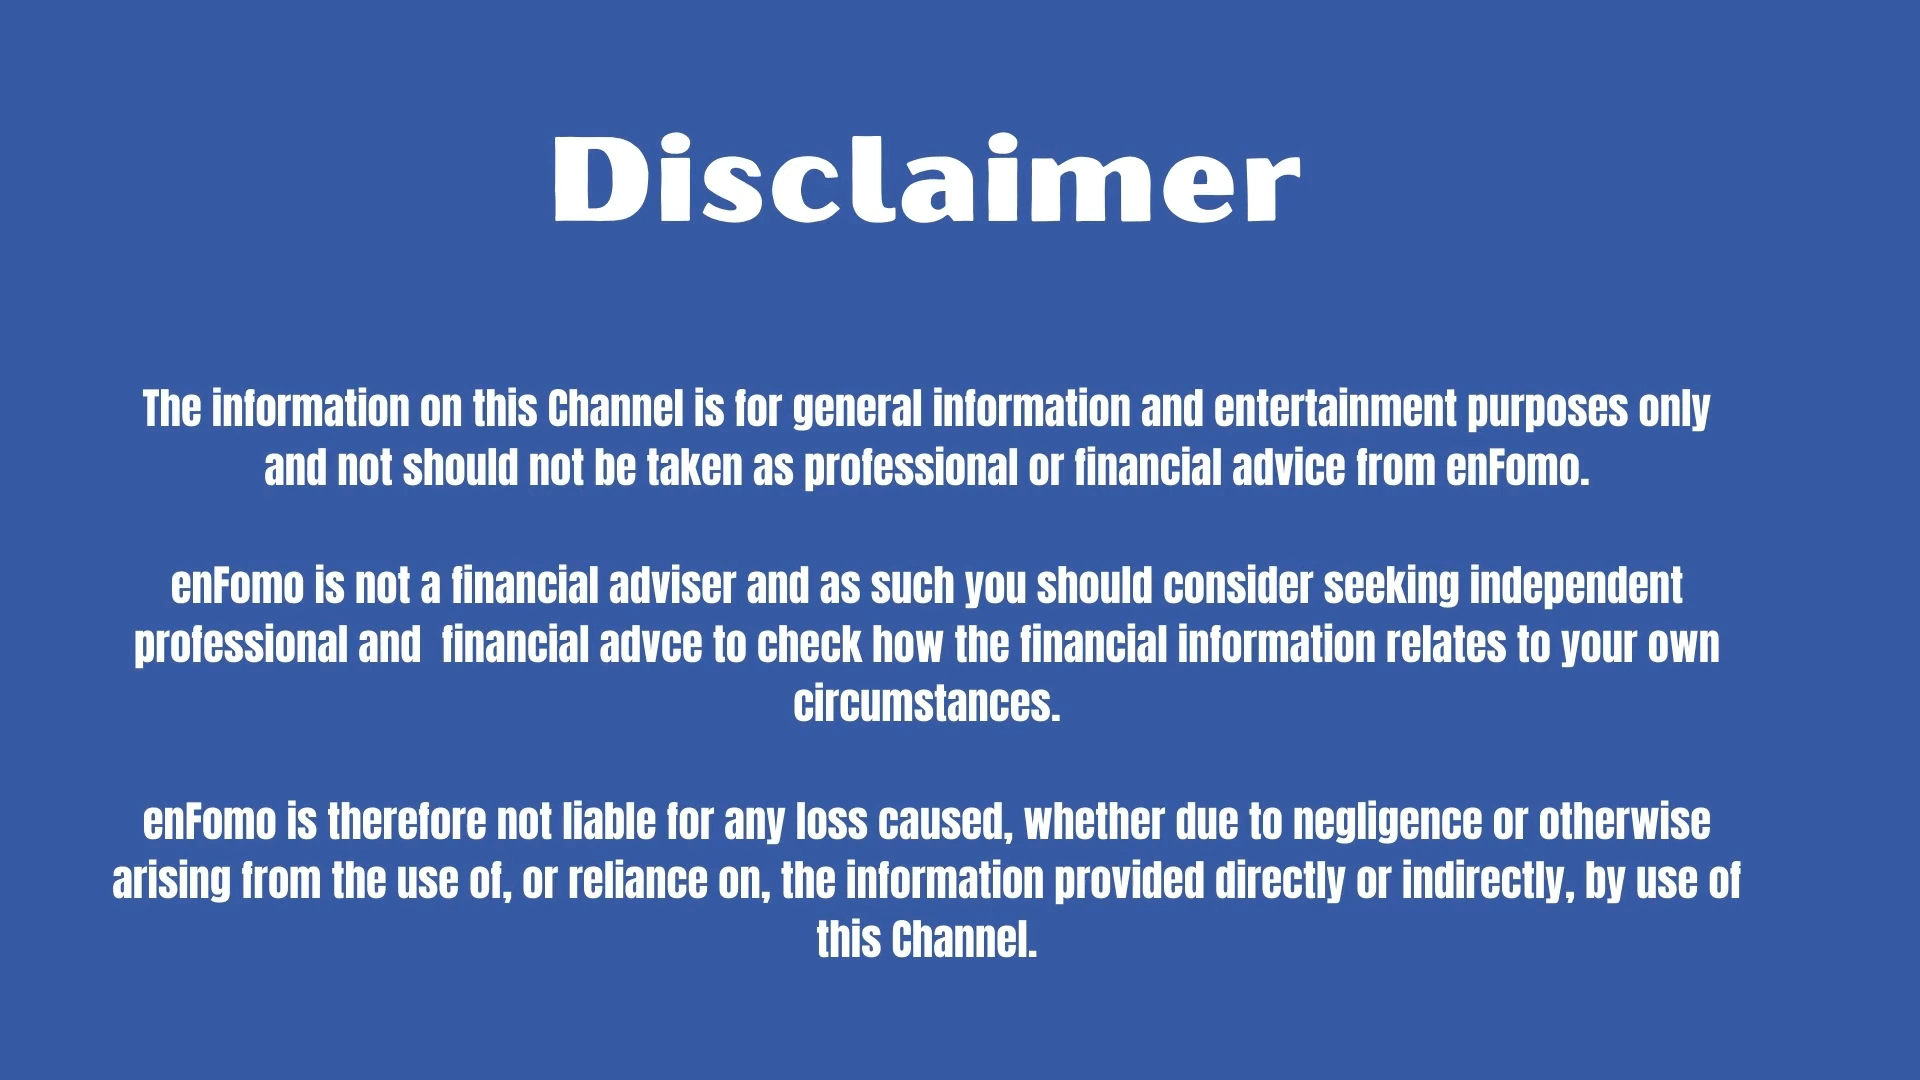 Disclaimer
The information on this Channel is for general information and entertainment purposes only
and not should not be taken as professional or financial advice from enFomo.
enFomo is not a financial adviser and as such you should consider seeking independent
professional and  financial advce to check how the financial information relates to your own
circumstances.
enFomo is therefore not liable for any loss caused, whether due to negligence or otherwise
arising from the use of, or reliance on, the information provided directly or indirectly, by use of
this Channel.